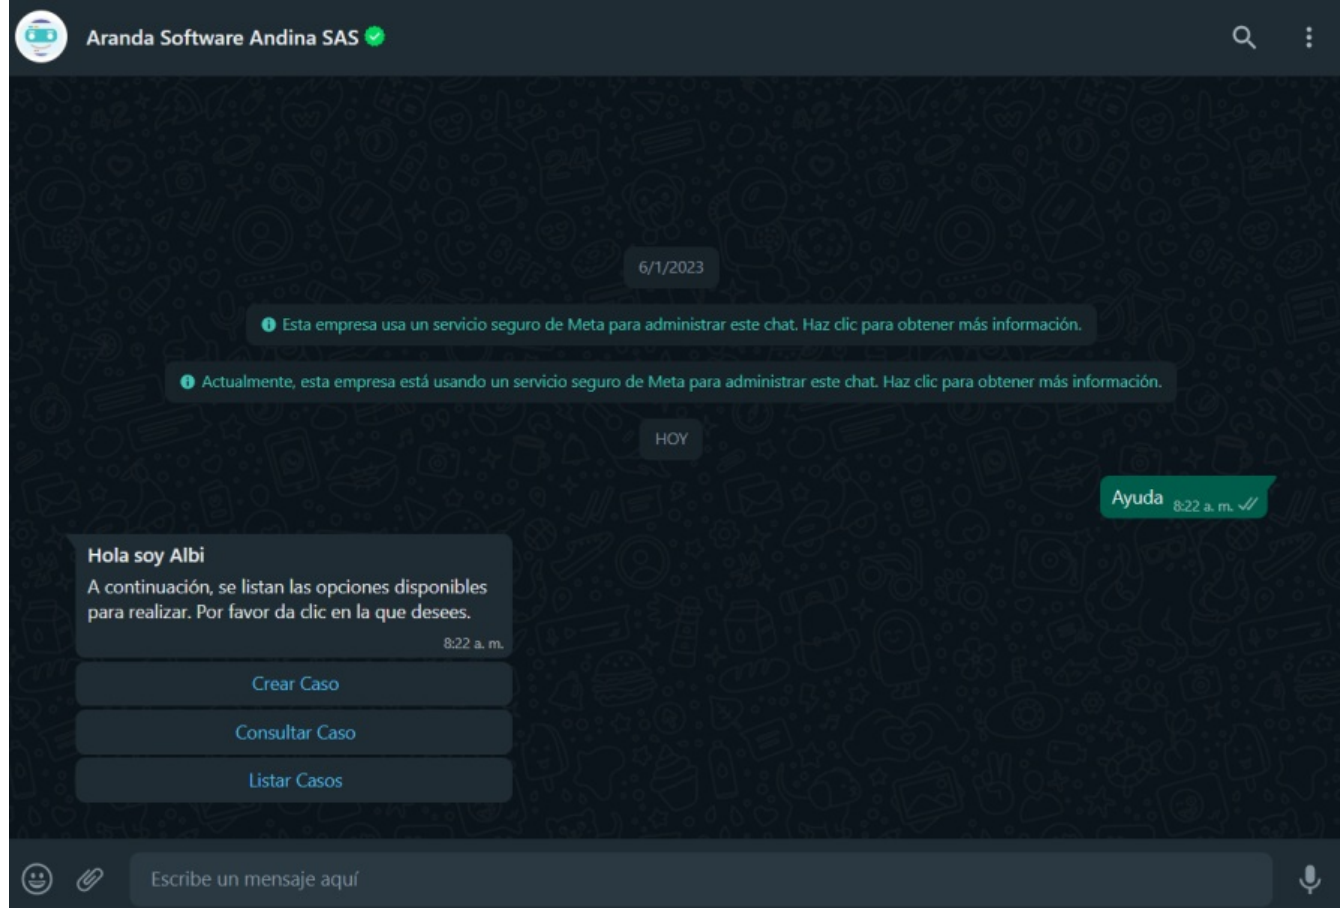 Aranda Software Andina SAS
6/1/2023
Esta empresa usa un servicio seguro de Meta para administrar este chat. Haz clic para obtener más información.
Actualmente, esta empresa está usando un servicio seguro de Meta para administrar este chat. Haz clic para obtener más información.
HOY
Ayuda 8:22 a. m.
Hola soy Albi
A continuación, se listan las opciones disponibles
para realizar. Por favor da clic en la que desees.
8:22 a. m.
Crear Caso
Consultar Caso
Listar Casos
Escribe un mensaje aquí